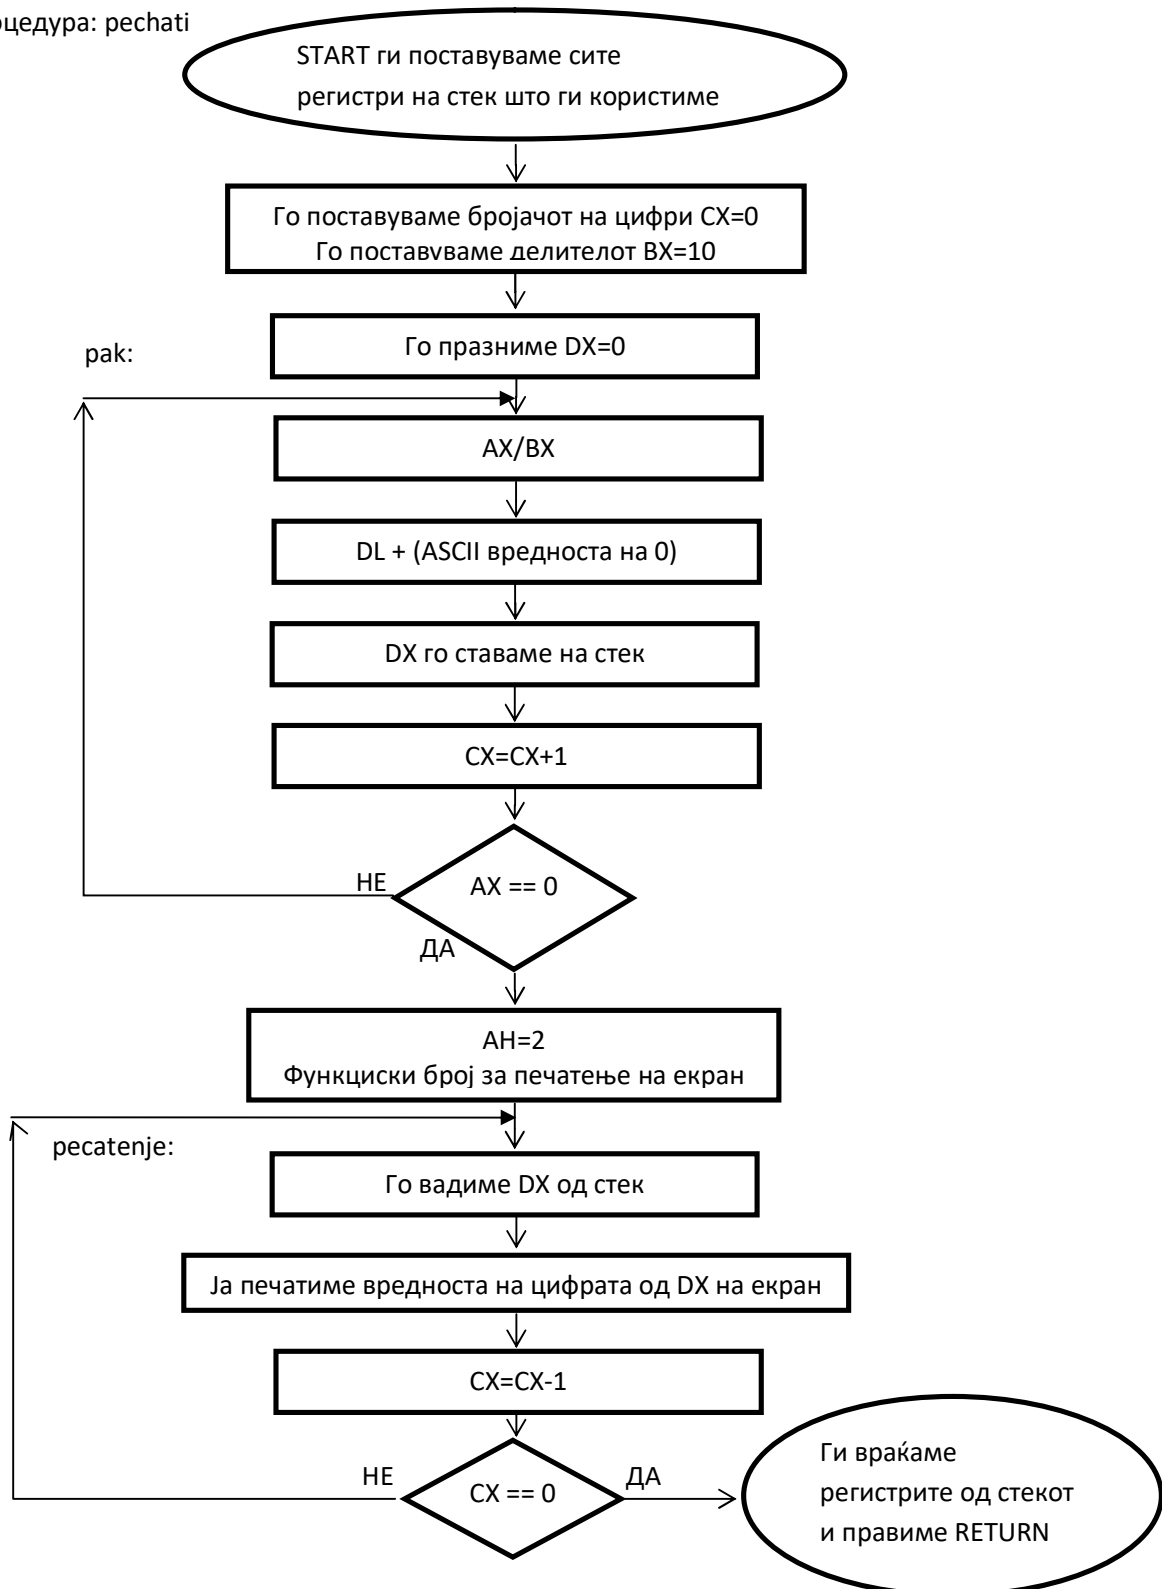 оцедура: pechati
START ги поставуваме сите
регистри на стек што ги користиме
Го поставуваме бројачот на цифри CX=0
Го поставуваме делителот BX=10
Го празниме DX=0
pak:
AX/BX
DL + (ASCII вредноста на 0)
DX го ставаме на стек
CX=CX+1
НЕ
AX == 0
ДА
AH=2
Функциски број за печатење на екран
pecatenje:
Го вадиме DX од стек
Ја печатиме вредноста на цифрата од DX на екран
CX=CX-1
НЕ
CX == 0
ДА
Ги враќаме
регистрите од стекот
и правиме RETURN